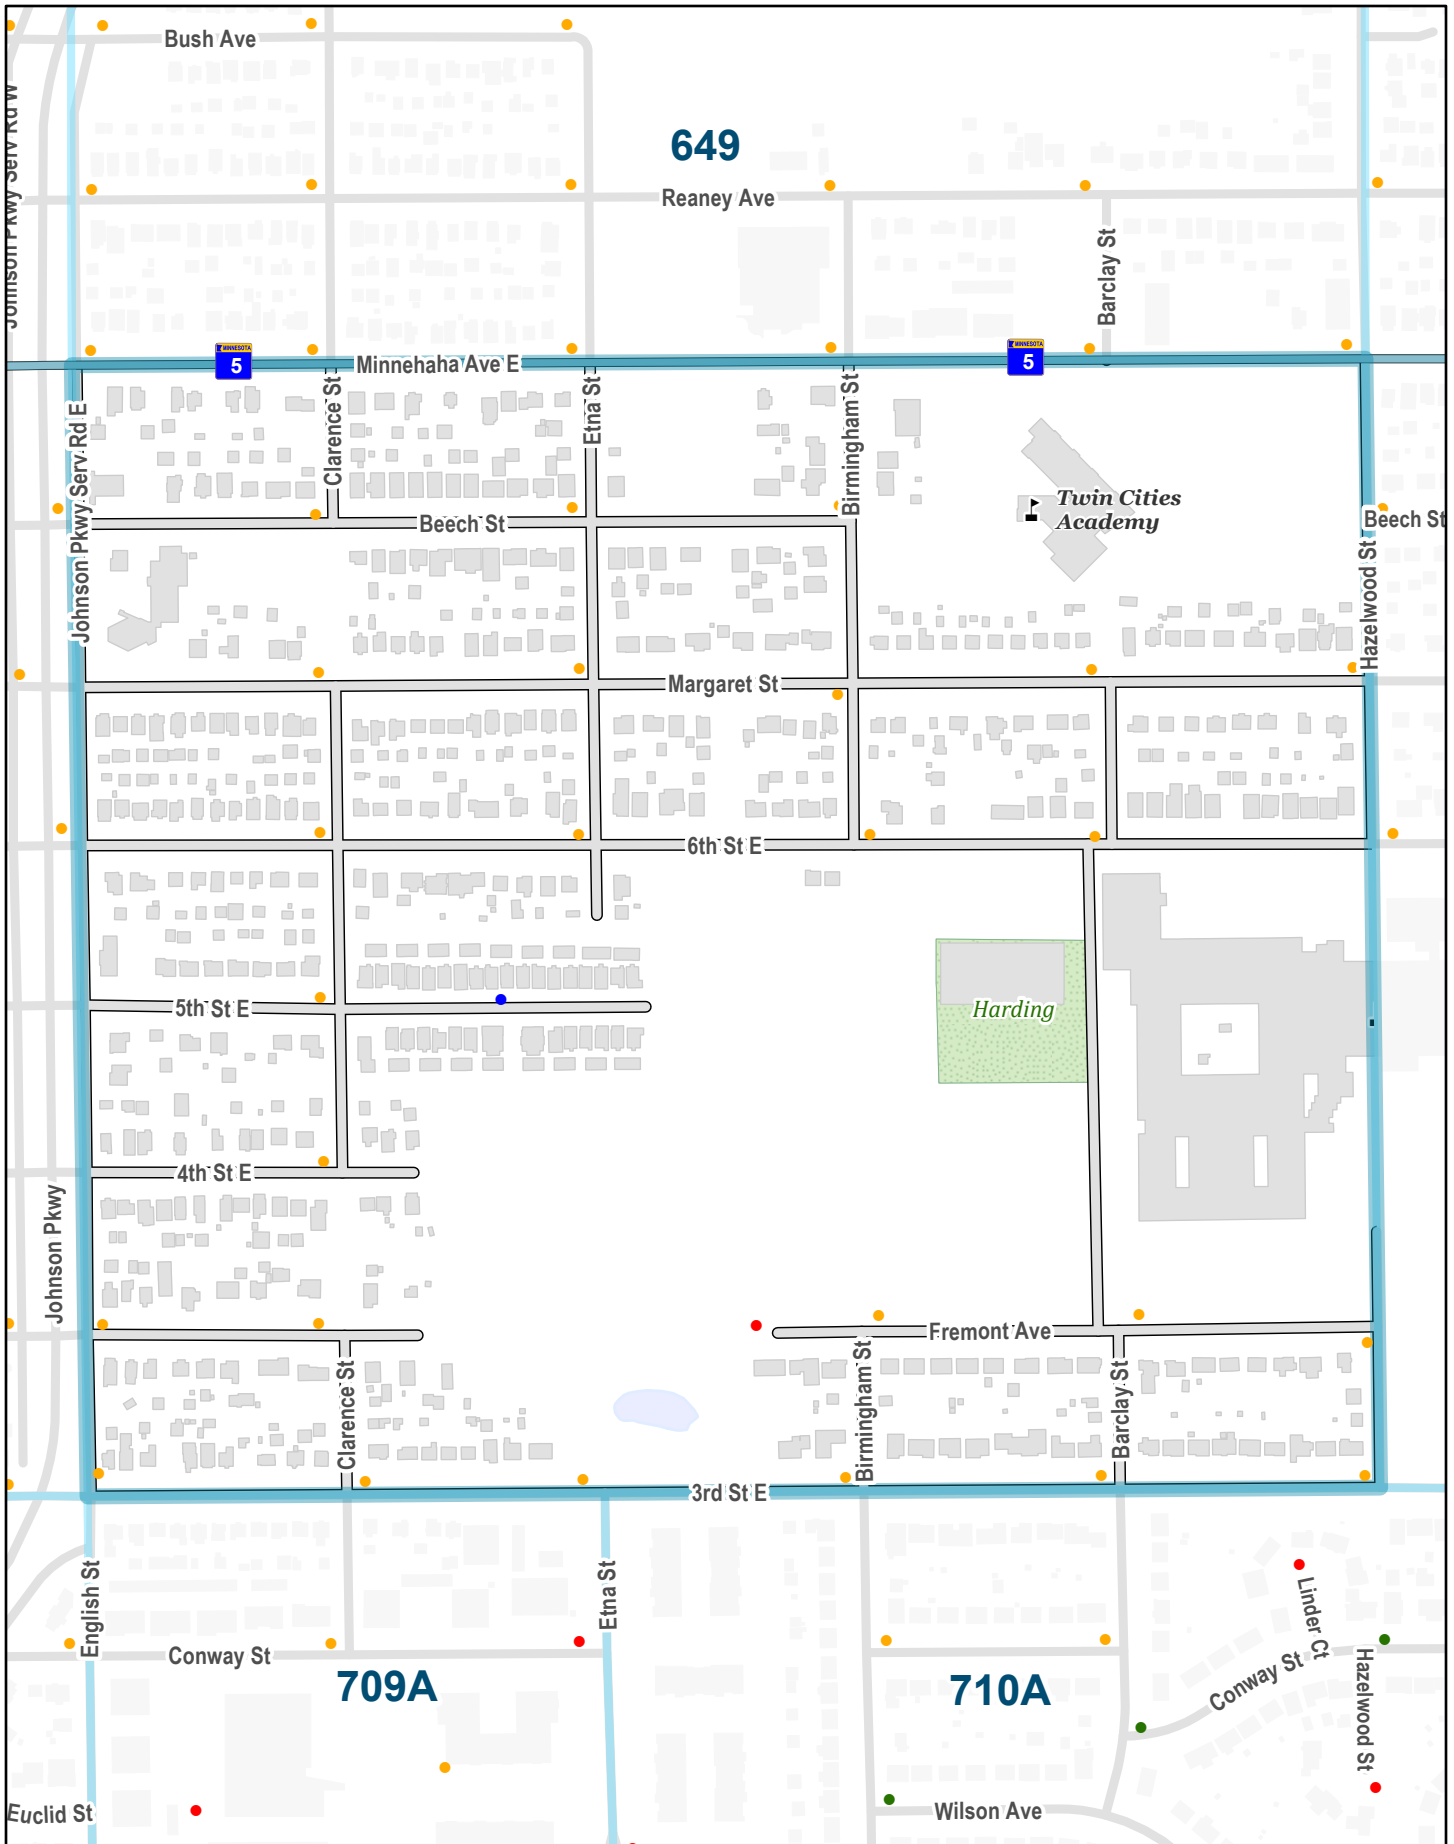 Bush Ave
Johnson Pkwy Serv Rd W
649
Reaney Ave
Barclay St
MINNESOTA
5
MINNESOTA
5
Minnehaha Ave E
Clarence St
Etna St
Birmingham St
Johnson Pkwy Serv Rd E
Twin Cities
Academy
Beech St
Beech St
Hazelwood St
Margaret St
6th St E
5th St E
Harding
4th St E
Johnson Pkwy
Fremont Ave
Clarence St
Birmingham St
Barclay St
3rd St E
English St
Etna St
Linder Ct
Conway St
Conway St
Hazelwood St
709A
710A
Euclid St
Wilson Ave